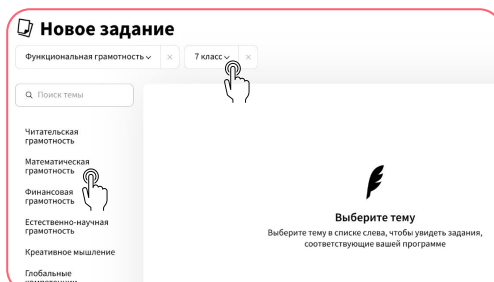 Новое задание
Функциональная грамотность
7 класс
Поиск темы
Читательская
грамотность
Математическая
грамотность
Финансовая
грамотность
Естественно-научная
грамотность
Креативное мышление
Глобальные
компетенции
Выберите тему
Выберите тему в списке слева, чтобы увидеть задания,
соответствующие вашей программе